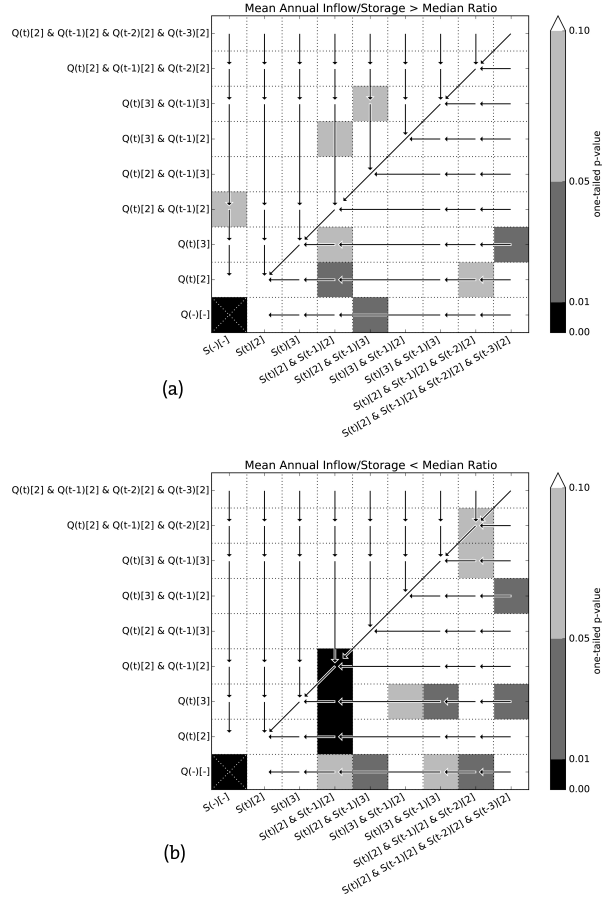 Mean Annual Inflow/Storage > Median Ratio
Q(t)[2] & Q(t-1)[2] & Q(t-2)[2] & Q(t-3)[2]
Q(t)[2] & Q(t-1)[2] & Q(t-2)[2]
Q(t)[3] & Q(t-1)[3]
Q(t)[3] & Q(t-1)[2]
Q(t)[2] & Q(t-1)[3]
Q(t)[2] & Q(t-1)[2]
Q(t)[3]
Q(t)[2]
Q(-)[-]
S(-)[-]
S(t)[2]
S(t)[3]
S(t)[2] & S(t-1)[2]
S(t)[2] & S(t-1)[3]
S(t)[3] & S(t-1)[2]
S(t)[3] & S(t-1)[3]
S(t)[2] & S(t-1)[2] & S(t-2)[2]
S(t)[2] & S(t-1)[2] & S(t-2)[2] & S(t-3)[2]
0.10
0.05
0.01
0.00
one-tailed p-value
(a)
Mean Annual Inflow/Storage < Median Ratio
Q(t)[2] & Q(t-1)[2] & Q(t-2)[2] & Q(t-3)[2]
Q(t)[2] & Q(t-1)[2] & Q(t-2)[2]
Q(t)[3] & Q(t-1)[3]
Q(t)[3] & Q(t-1)[2]
Q(t)[2] & Q(t-1)[3]
Q(t)[2] & Q(t-1)[2]
Q(t)[3]
Q(t)[2]
Q(-)[-]
S(-)[-]
S(t)[2]
S(t)[3]
S(t)[2] & S(t-1)[2]
S(t)[2] & S(t-1)[3]
S(t)[3] & S(t-1)[2]
S(t)[3] & S(t-1)[3]
S(t)[2] & S(t-1)[2] & S(t-2)[2]
S(t)[2] & S(t-1)[2] & S(t-2)[2] & S(t-3)[2]
0.10
0.05
0.01
0.00
one-tailed p-value
(b)